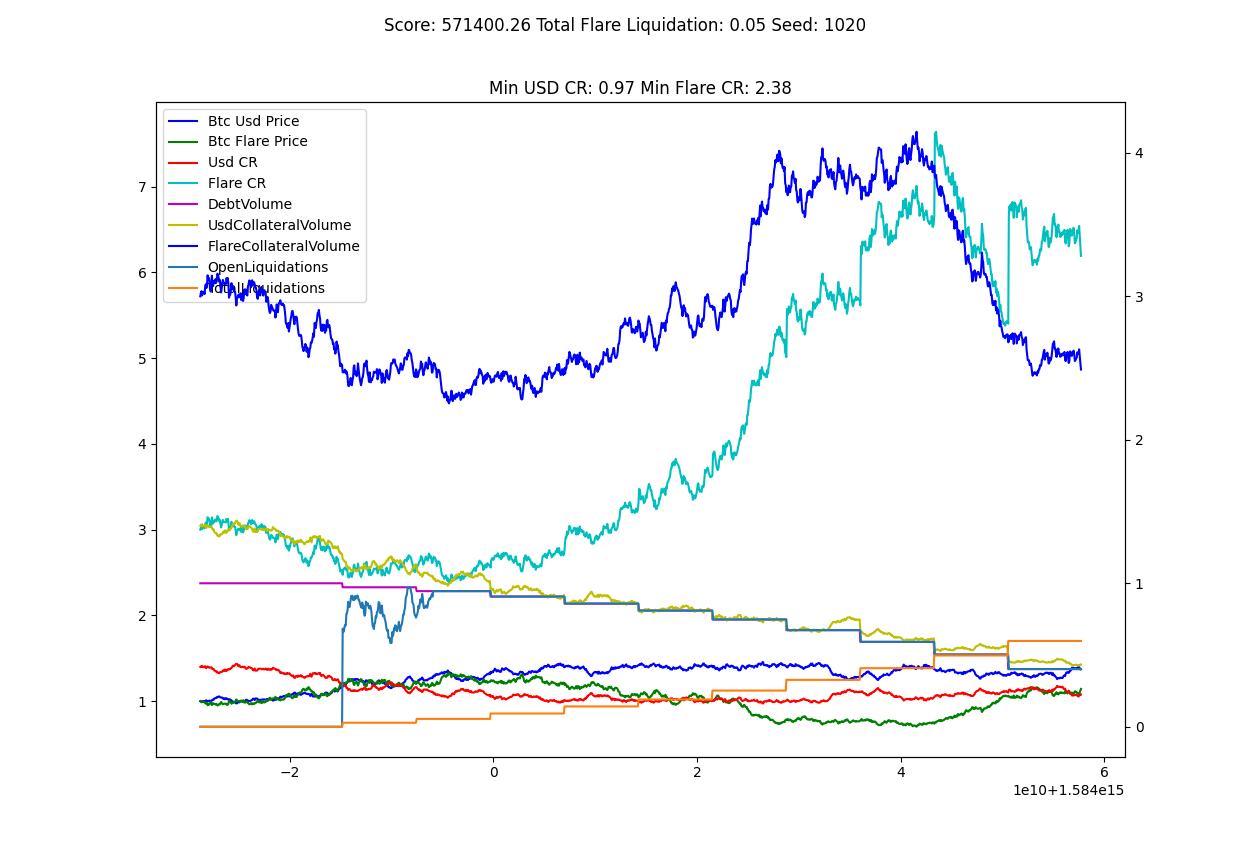 Score: 571400.26 Total Flare Liquidation: 0.05 Seed: 1020
Min USD CR: 0.97 Min Flare CR: 2.38
Btc Usd Price
Btc Flare Price
Usd CR
Flare CR
DebtVolume
UsdCollateralVolume
FlareCollateralVolume
OpenLiquidations
TotalLiquidations
7
6
5
4
3
2
1
4
3
2
1
0
−2
0
2
4
6
1e10+1.584e15